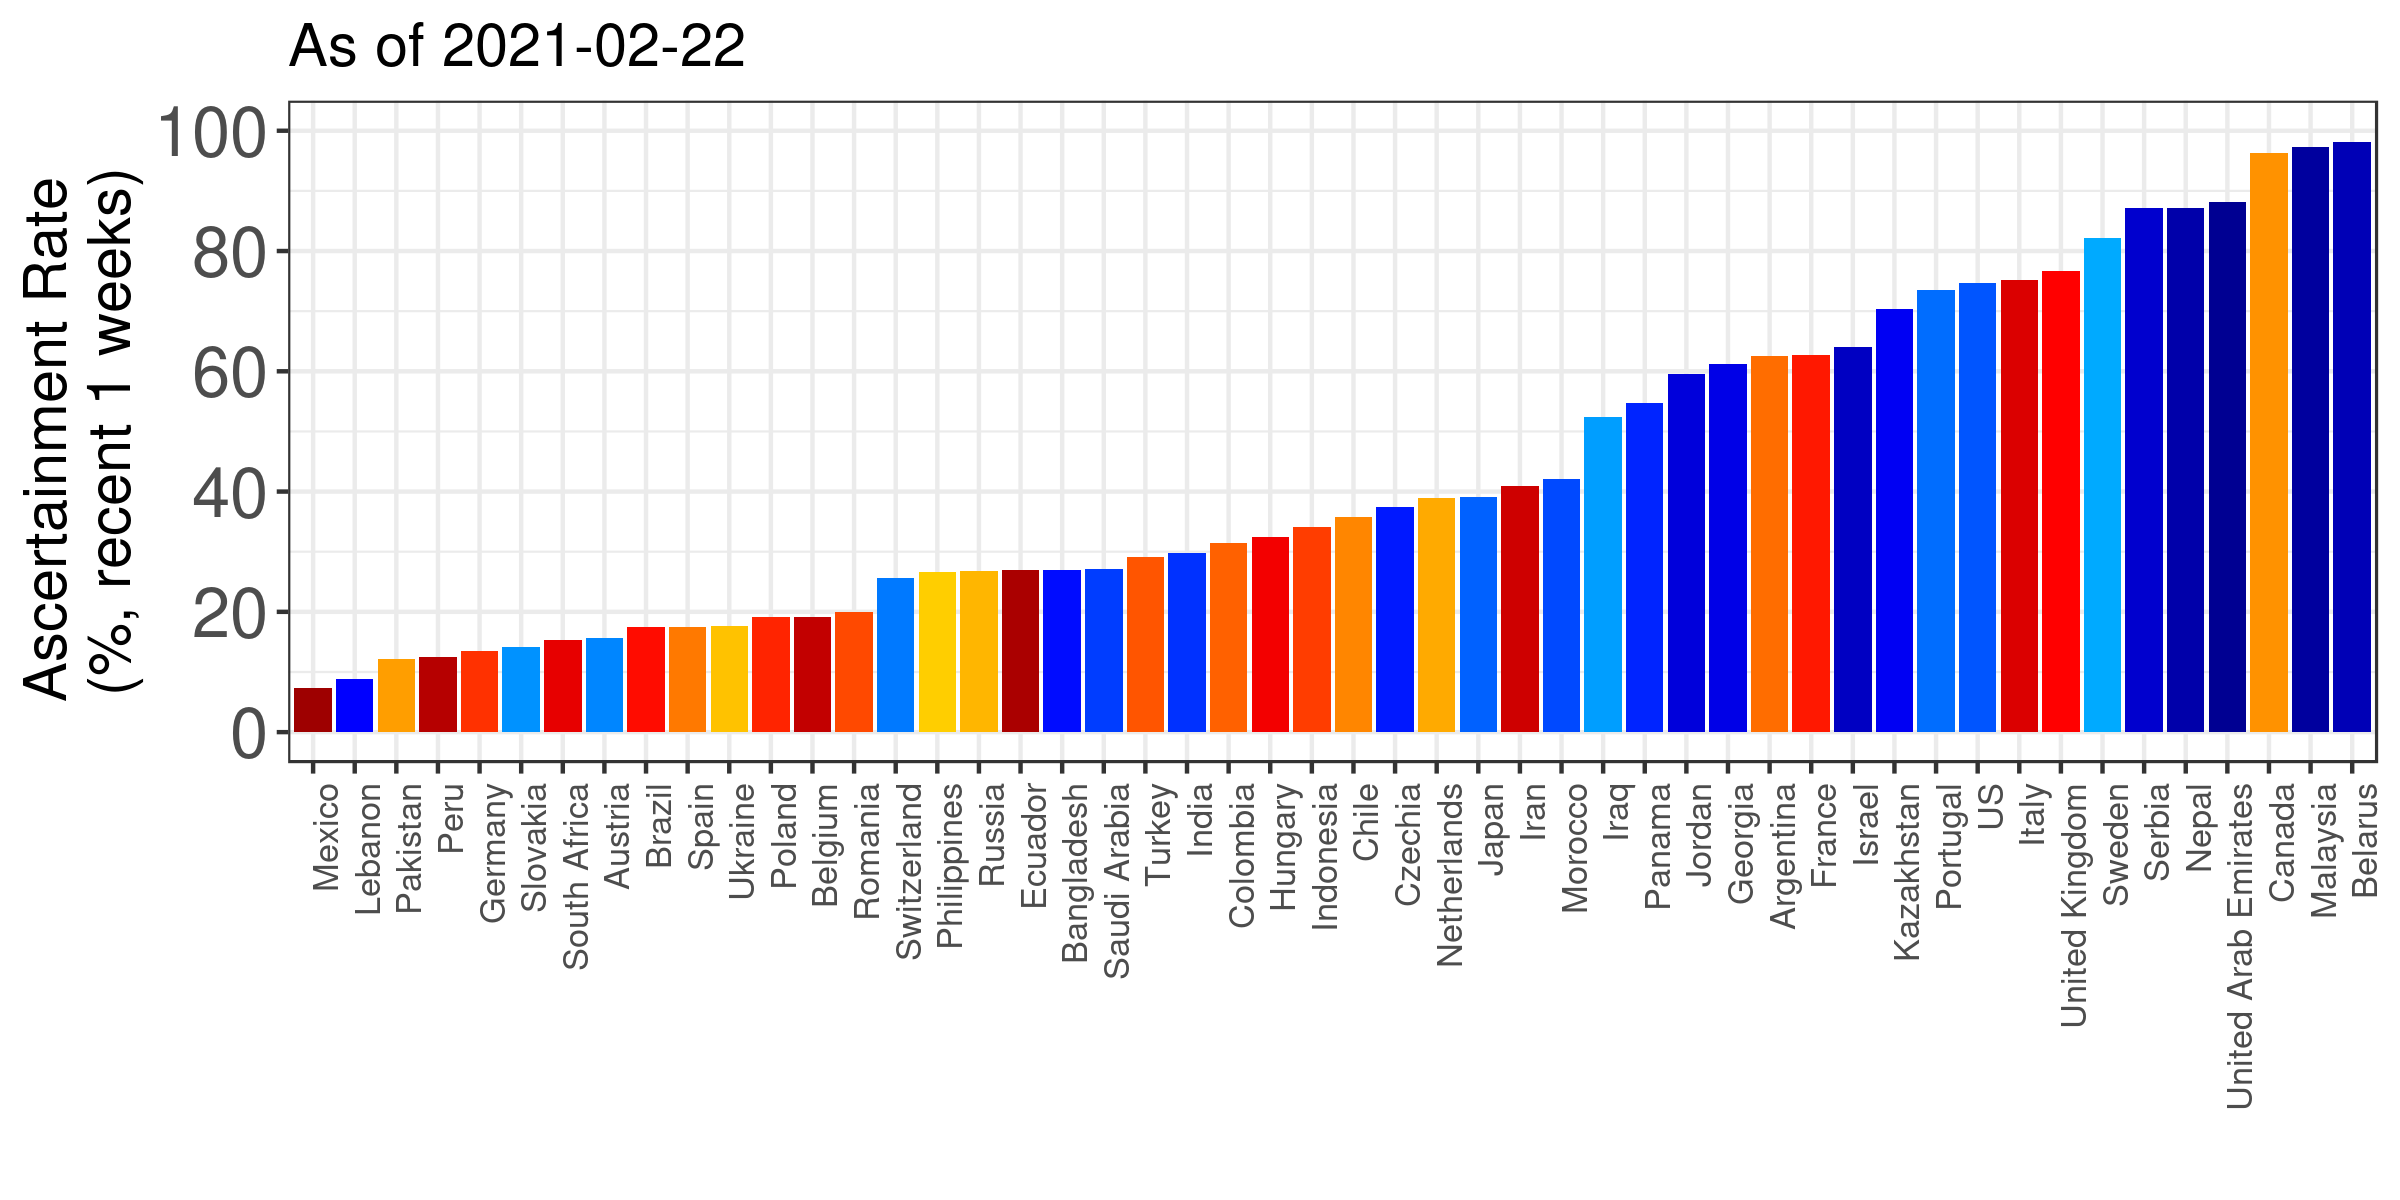 As of 2021-02-22
Ascertainment Rate
(%, recent 1 weeks)
100
80
60
40
20
0
Mexico
Lebanon
Pakistan
Peru
Germany
Slovakia
South Africa
Austria
Brazil
Spain
Ukraine
Poland
Belgium
Romania
Switzerland
Philippines
Russia
Ecuador
Bangladesh
Saudi Arabia
Turkey
India
Colombia
Hungary
Indonesia
Chile
Czechia
Netherlands
Japan
Iran
Morocco
Iraq
Panama
Jordan
Georgia
Argentina
France
Israel
Kazakhstan
Portugal
US
Italy
United Kingdom
Sweden
Serbia
Nepal
United Arab Emirates
Canada
Malaysia
Belarus